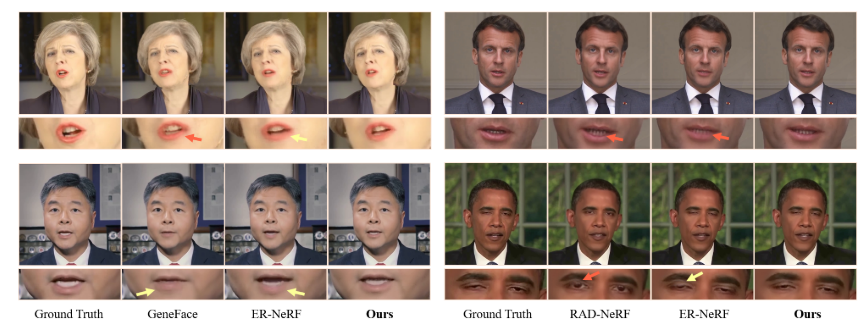 Ground Truth GeneFace ER-NeRF Ours Ground Truth RAD-NeRF ER-NeRF Ours